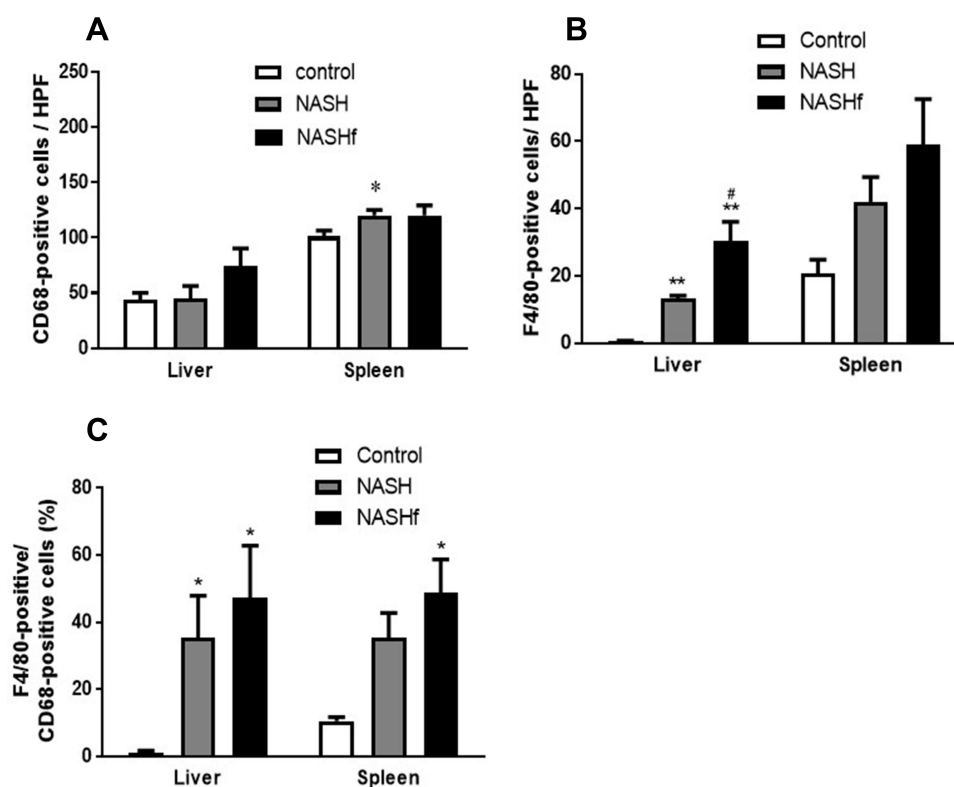 A
CD68-positive cells / HPF
250
200
150
100
50
0
control
NASH
NASHf
*
Liver
Spleen
B
F4/80-positive cells/ HPF
80
60
40
20
0
Control
NASH
NASHf
**
#
**
Liver
Spleen
C
F4/80-positive/
CD68-positive cells (%)
80
60
40
20
0
Control
NASH
NASHf
*
*
*
Liver
Spleen